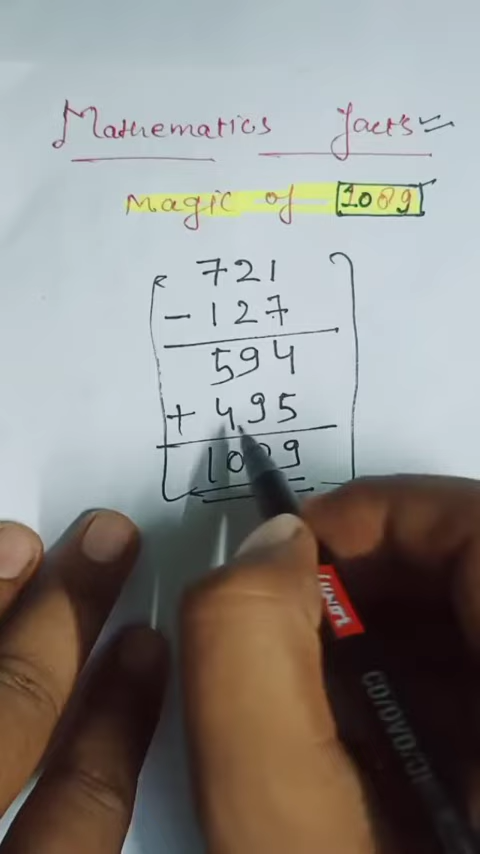 Mathematics facts
Magic of 1089
721
- 127
594
+ 495
1089